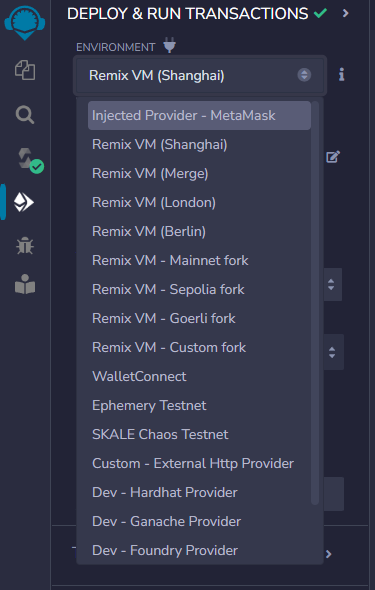 DEPLOY & RUN TRANSACTIONS
ENVIRONMENT
Remix VM (Shanghai)
Injected Provider - MetaMask
Remix VM (Shanghai)
Remix VM (Merge)
Remix VM (London)
Remix VM (Berlin)
Remix VM - Mainnet fork
Remix VM - Sepolia fork
Remix VM - Goerli fork
Remix VM - Custom fork
WalletConnect
Ephemery Testnet
SKALE Chaos Testnet
Custom - External Http Provider
Dev - Hardhat Provider
Dev - Ganache Provider
Dev - Foundry Provider